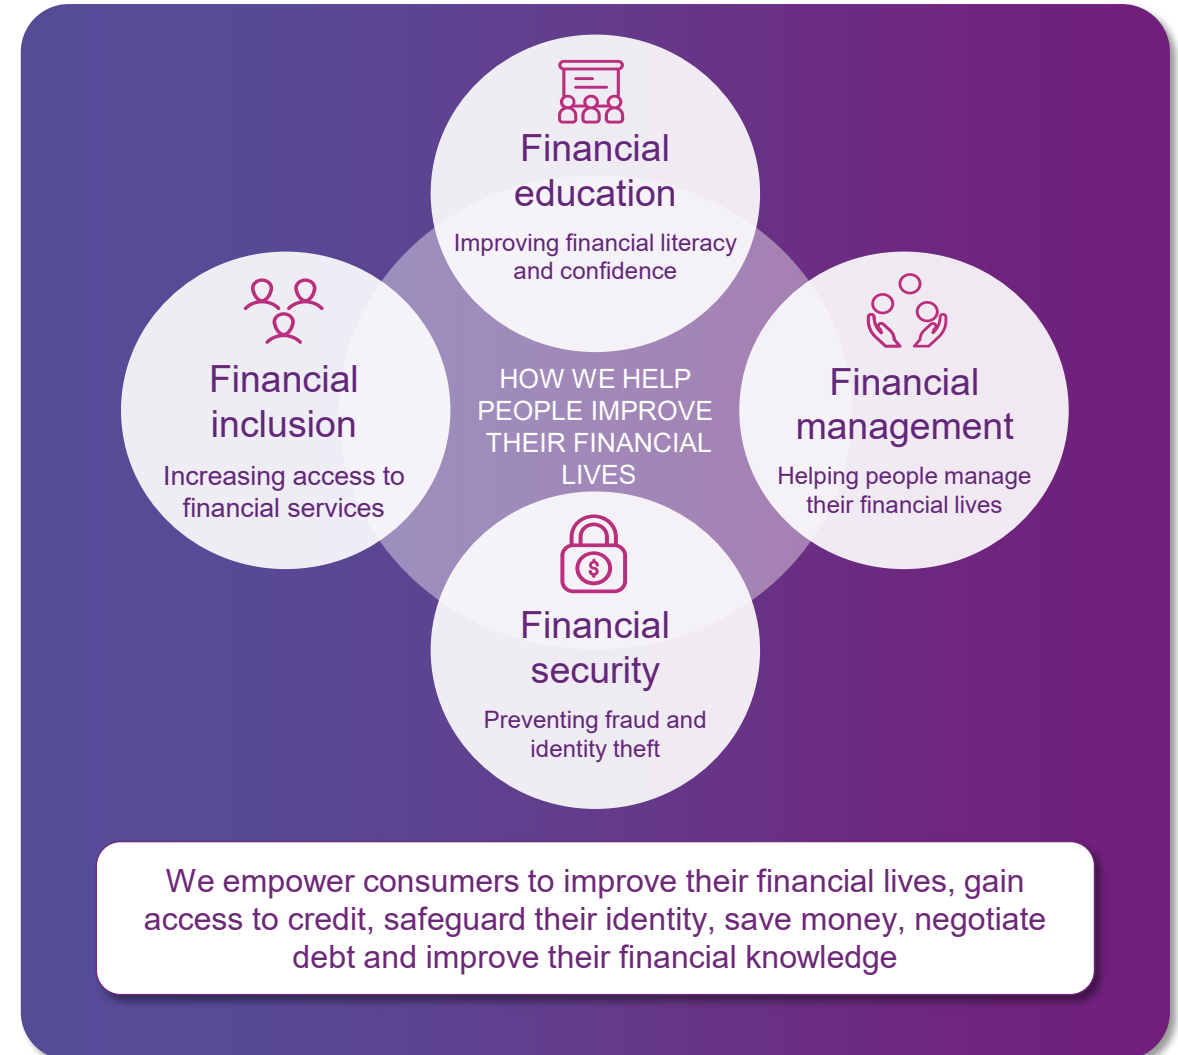 Financial
education
Improving financial literacy
and confidence
Financial
inclusion
Increasing access to
financial services
HOW WE HELP
PEOPLE IMPROVE
THEIR FINANCIAL
LIVES
Financial
management
Helping people manage
their financial lives
$
Financial
security
Preventing fraud and
identity theft
We empower consumers to improve their financial lives, gain
access to credit, safeguard their identity, save money, negotiate
debt and improve their financial knowledge